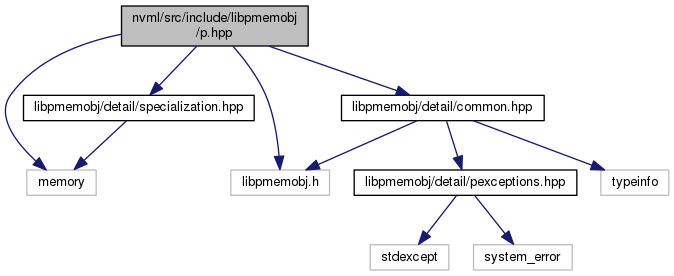 nvml/src/include/libpmemobj
/p.hpp
libpmemobj/detail/specialization.hpp
libpmemobj/detail/common.hpp
memory
libpmemobj.h
libpmemobj/detail/pexceptions.hpp
typeinfo
stdexcept
system_error